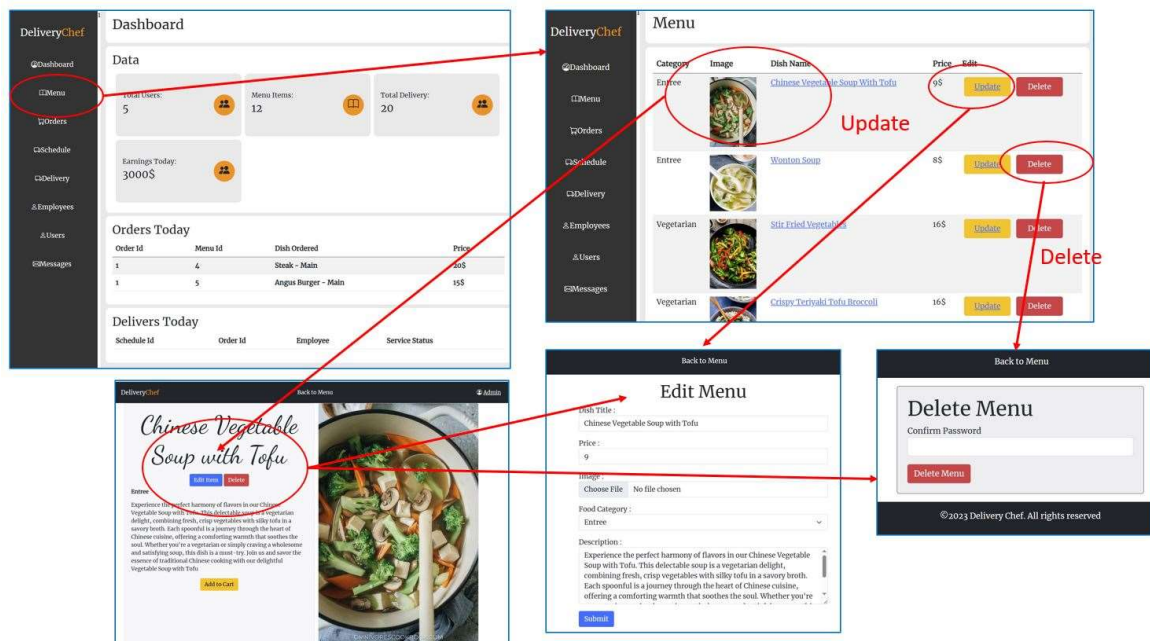 DeliveryChef
Dashboard
Menu
Orders
Schedule
Delivery
Employees
Users
Messages
Dashboard
Data
Total Users:
5
Menu Items:
12
Total Delivery:
20
Earnings Today:
3000$
Orders Today
Order Id Menu Id Dish Ordered Price
1 4 Steak - Main 20$
1 5 Angus Burger - Main 15$
Delivers Today
Schedule Id Order Id Employee Service Status
DeliveryChef
Dashboard
Menu
Orders
Schedule
Delivery
Employees
Users
Messages
Menu
Category Image Dish Name Price Edit
Entree Chinese Vegetable Soup With Tofu 9$ Update Delete
Update
Entree Wonton Soup 8$ Update Delete
Vegetarian Stir Fried Vegetables 16$ Update Delete
Delete
Vegetarian Crispy Teriyaki Tofu Broccoli 16$ Update Delete
DeliveryChef Back to Menu Admin
Chinese Vegetable
Soup with Tofu
Edit Item Delete
Entree
Experience the perfect harmony of flavors in our Chinese
Vegetable Soup with Tofu. This delectable soup is a vegetarian
delight, combining fresh, crisp vegetables with silky tofu in a
savory broth. Each spoonful is a journey through the heart of
Chinese cuisine, offering a comforting warmth that soothes the
soul. Whether you're a vegetarian or simply craving a wholesome
and satisfying soup, this dish is a must-try. Join us and savor the
essence of traditional Chinese cooking with our delightful
Vegetable Soup with Tofu
Add to Cart
OMNIVORESCOOKBOOK.COM
Back to Menu
Edit Menu
Dish Title :
Chinese Vegetable Soup with Tofu
Price :
9
Image :
Choose File No file chosen
Food Category :
Entree
Description :
Experience the perfect harmony of flavors in our Chinese Vegetable
Soup with Tofu. This delectable soup is a vegetarian delight,
combining fresh, crisp vegetables with silky tofu in a savory broth.
Each spoonful is a journey through the heart of Chinese cuisine,
offering a comforting warmth that soothes the soul. Whether you're
Submit
Back to Menu
Delete Menu
Confirm Password
Delete Menu
©2023 Delivery Chef. All rights reserved